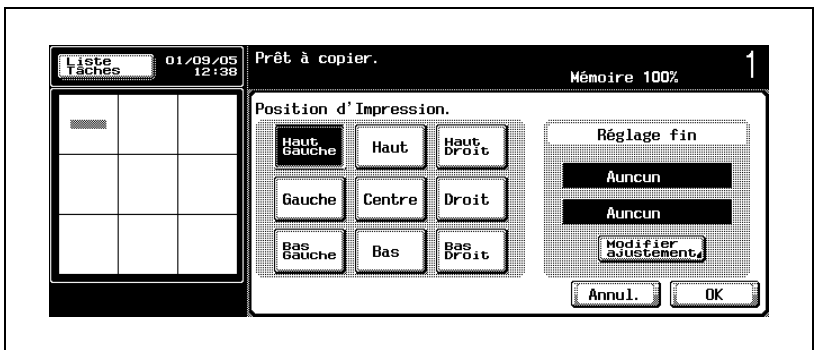 Liste
Tâches
01/09/05
12:38
Prêt à copier.
Mémoire 100%
1
Position d'Impression.
Haut
Gauche
Haut
Haut
Droit
Gauche
Centre
Droit
Bas
Gauche
Bas
Bas
Droit
Réglage fin
Auncun
Auncun
Modifier
ajustement
Annul.
OK